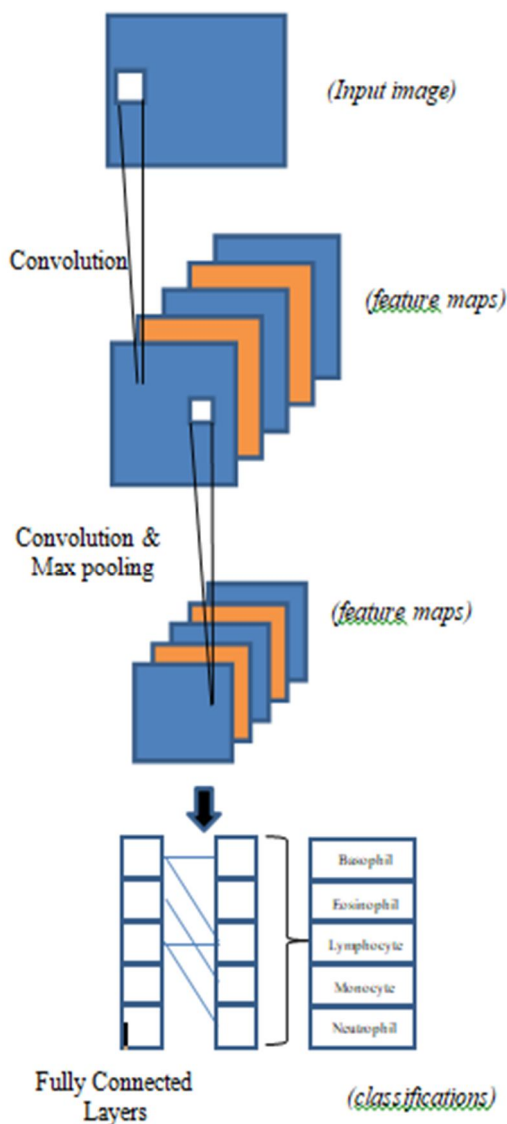 (Input image)
Convolution
(feature maps)
Convolution &
Max pooling
(feature maps)
Basophil
Eosinophil
Lymphocyte
Monocyte
Neutrophil
Fully Connected
Layers
(classifications)